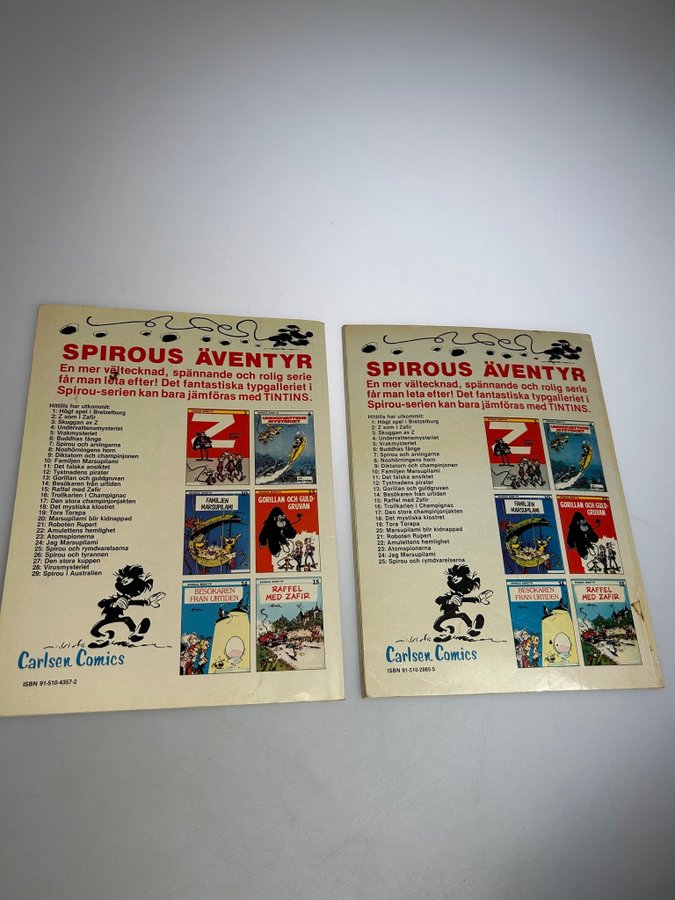 SPIROUS ÄVENTYR
En mer vältecknad, spännande och rolig serie
får man leta efter! Det fantastiska typgalleriet i
Spirou-serien kan bara jämföras med TINTINS.
Hittills har utkommit:
1: Högt spel i Bretzelburg
2: Z som i Zafir
3: Skuggan av Z
4: Undervattensmysteriet
5: Vrakmysteriet
6: Buddhas fånge
7: Spirou och arvingarna
8: Noshörningens horn
9: Diktatorn och champinjonen
10: Familjen Marsupilami
11: Det falska ansiktet
12: Tystnadens pirater
13: Gorillan och guldgruvan
14: Besökaren från urtiden
15: Raffel med Zafir
16: Trollkarlen i Champignac
17: Den stora champinjonjakten
18: Det mystiska klostret
19: Tora Torapa
20: Marsupilami blir kidnappad
21: Roboten Rupert
22: Amulettens hemlighet
23: Atomspionerna
24: Jag Marsupilami
25: Spirou och rymdvarelserna
26: Spirou och tyrannen
27: Den stora kuppen
28: Virusmysteriet
29: Spirou i Australien
Z
UNDERVATTENS
MYSTERIET
FAMILJEN
MARSUPILAMI
GORILLAN OCH GULD-
GRUVAN
14
BESÖKAREN
FRÅN URTIDEN
15
RAFFEL
MED ZAFIR
Carlsen Comics
ISBN 91-510-4357-2
SPIROUS ÄVENTYR
En mer vältecknad, spännande och rolig serie
får man leta efter! Det fantastiska typgalleriet i
Spirou-serien kan bara jämföras med TINTINS.
Hittills har utkommit:
1: Högt spel i Bretzelburg
2: Z som i Zafir
3: Skuggan av Z
4: Undervattensmysteriet
5: Vrakmysteriet
6: Buddhas fånge
7: Spirou och arvingarna
8: Noshörningens horn
9: Diktatorn och champinjonen
10: Familjen Marsupilami
11: Det falska ansiktet
12: Tystnadens pirater
13: Gorillan och guldgruvan
14: Besökaren från urtiden
15: Raffel med Zafir
16: Trollkarlen i Champignac
17: Den stora champinjonjakten
18: Det mystiska klostret
19: Tora Torapa
20: Marsupilami blir kidnappad
21: Roboten Rupert
22: Amulettens hemlighet
23: Atomspionerna
24: Jag Marsupilami
25: Spirou och rymdvarelserna
Z
UNDERVATTENS
MYSTERIET
FAMILJEN
MARSUPILAMI
GORILLAN OCH GULD-
GRUVAN
BESÖKAREN
FRÅN URTIDEN
RAFFEL
MED ZAFIR
Carlsen Comics
ISBN 91-510-2985-5